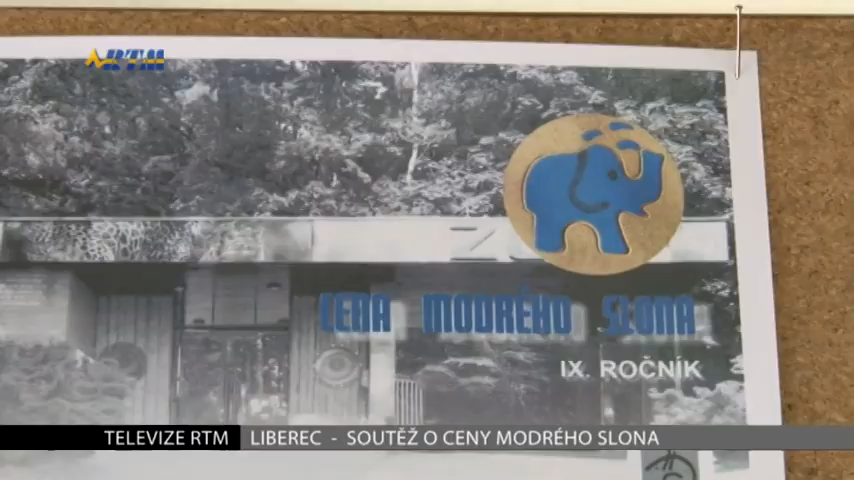 RTM
CENA MODRÉHO SLONA
IX. ROČNÍK
TELEVIZE RTM LIBEREC - SOUTĚŽ O CENY MODRÉHO SLONA